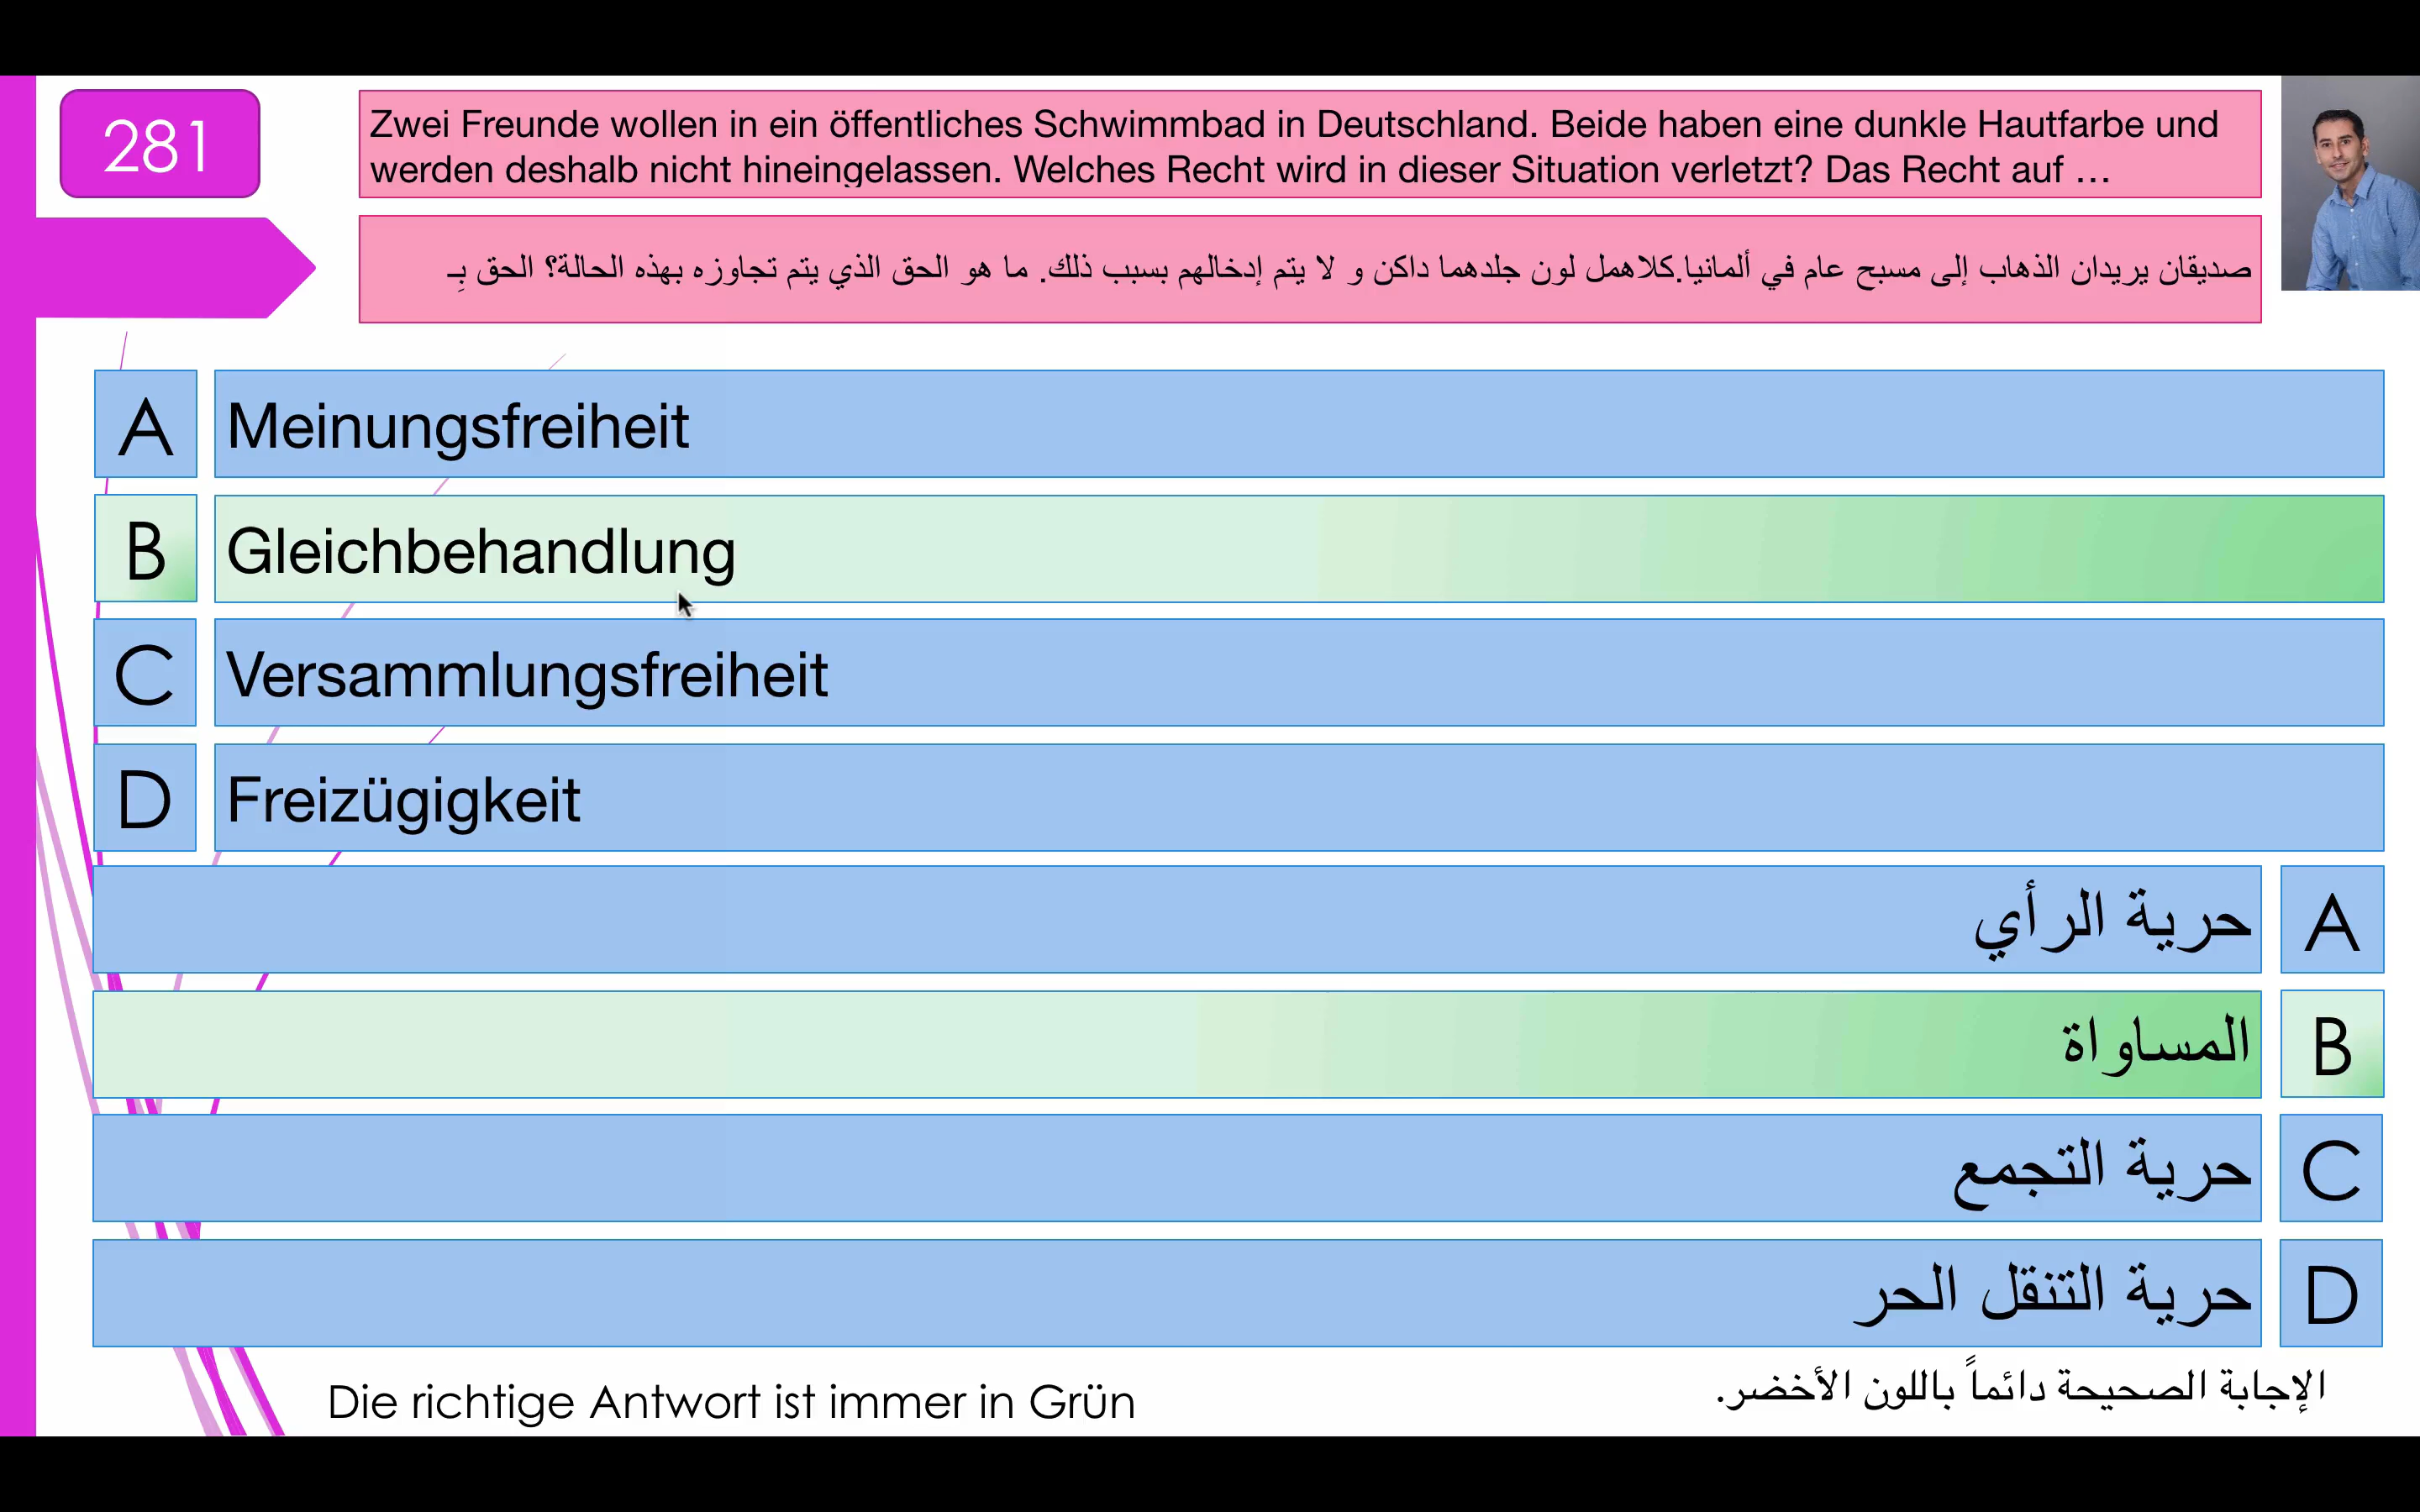 281
Zwei Freunde wollen in ein öffentliches Schwimmbad in Deutschland. Beide haben eine dunkle Hautfarbe und
werden deshalb nicht hineingelassen. Welches Recht wird in dieser Situation verletzt? Das Recht auf …
صديقان يريدان الذهاب إلى مسبح عام في ألمانيا.كلاهمل لون جلدهما داكن و لا يتم إدخالهم بسبب ذلك. ما هو الحق الذي يتم تجاوزه بهذه الحالة؟ الحق بِـ
A Meinungsfreiheit
B Gleichbehandlung
C Versammlungsfreiheit
D Freizügigkeit
A حرية الرأي
B المساواة
C حرية التجمع
D حرية التنقل الحر
Die richtige Antwort ist immer in Grün
الإجابة الصحيحة دائماً باللون الأخضر.